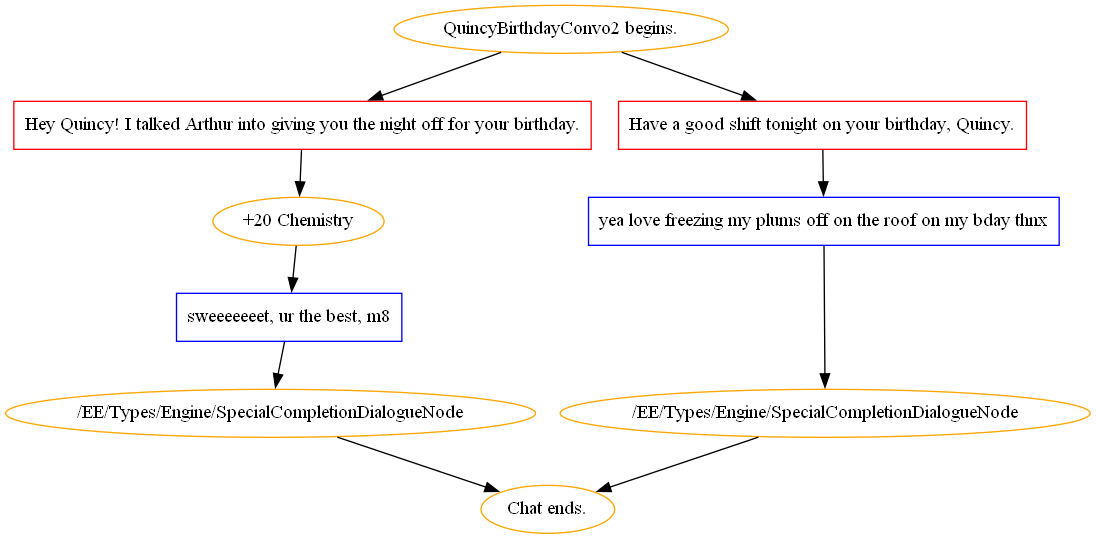 QuincyBirthdayConvo2 begins.
Hey Quincy! I talked Arthur into giving you the night off for your birthday.
Have a good shift tonight on your birthday, Quincy.
+20 Chemistry
yea love freezing my plums off on the roof on my bday thnx
sweeeeeeet, ur the best, m8
/EE/Types/Engine/SpecialCompletionDialogueNode
/EE/Types/Engine/SpecialCompletionDialogueNode
Chat ends.